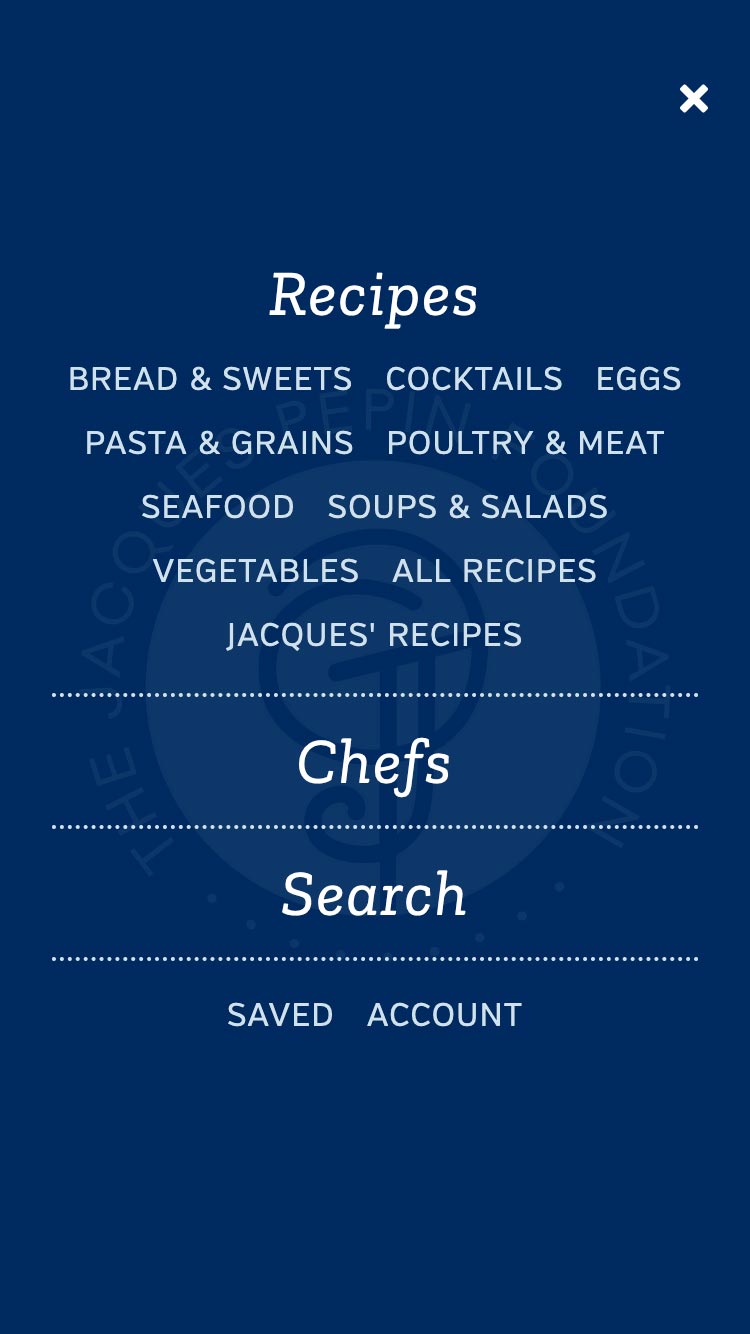 Recipes
BREAD & SWEETS COCKTAILS EGGS
PASTA & GRAINS POULTRY & MEAT
SEAFOOD SOUPS & SALADS
VEGETABLES ALL RECIPES
JACQUES' RECIPES
Chefs
Search
SAVED ACCOUNT
THE JACQUES PEPIN FOUNDATION